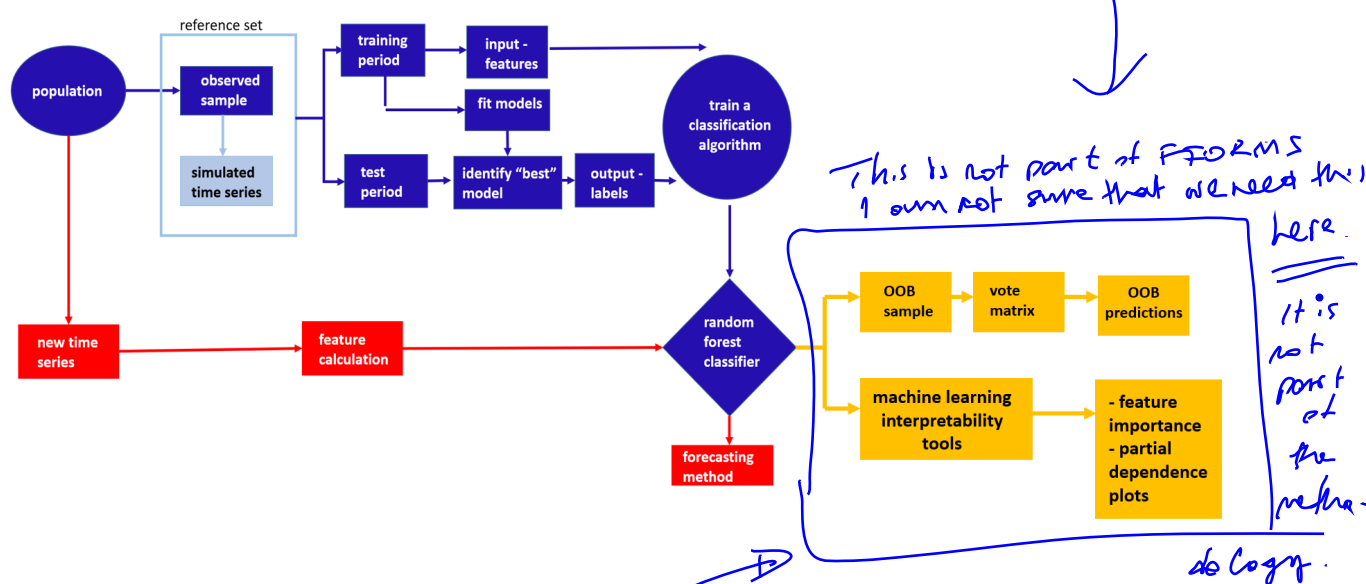 reference set
population
observed
sample
simulated
time series
training
period
input -
features
fit models
test
period
identify “best”
model
output -
labels
train a
classification
algorithm
This is not part of FFORMS
I am not sure that we need this
here.
It is
not
part
of
the
metho-
dology.
OOB
sample
vote
matrix
OOB
predictions
machine learning
interpretability
tools
- feature
importance
- partial
dependence
plots
new time
series
feature
calculation
random
forest
classifier
forecasting
method